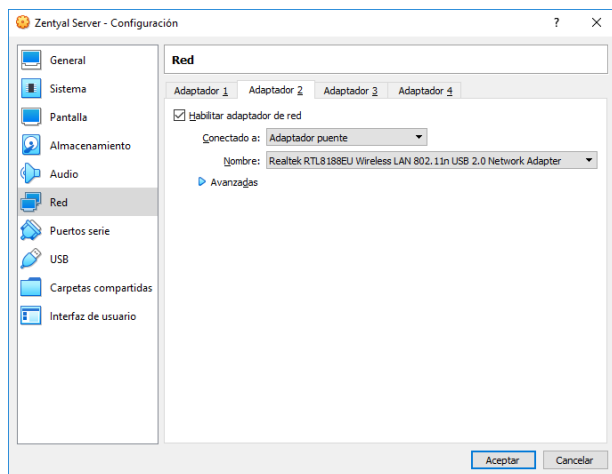 Zentyal Server - Configuración
General
Sistema
Pantalla
Almacenamiento
Audio
Red
Puertos serie
USB
Carpetas compartidas
Interfaz de usuario
Red
Adaptador 1 Adaptador 2 Adaptador 3 Adaptador 4
Habilitar adaptador de red
Conectado a: Adaptador puente
Nombre: Realtek RTL8188EU Wireless LAN 802.11n USB 2.0 Network Adapter
Avanzadas
Aceptar Cancelar